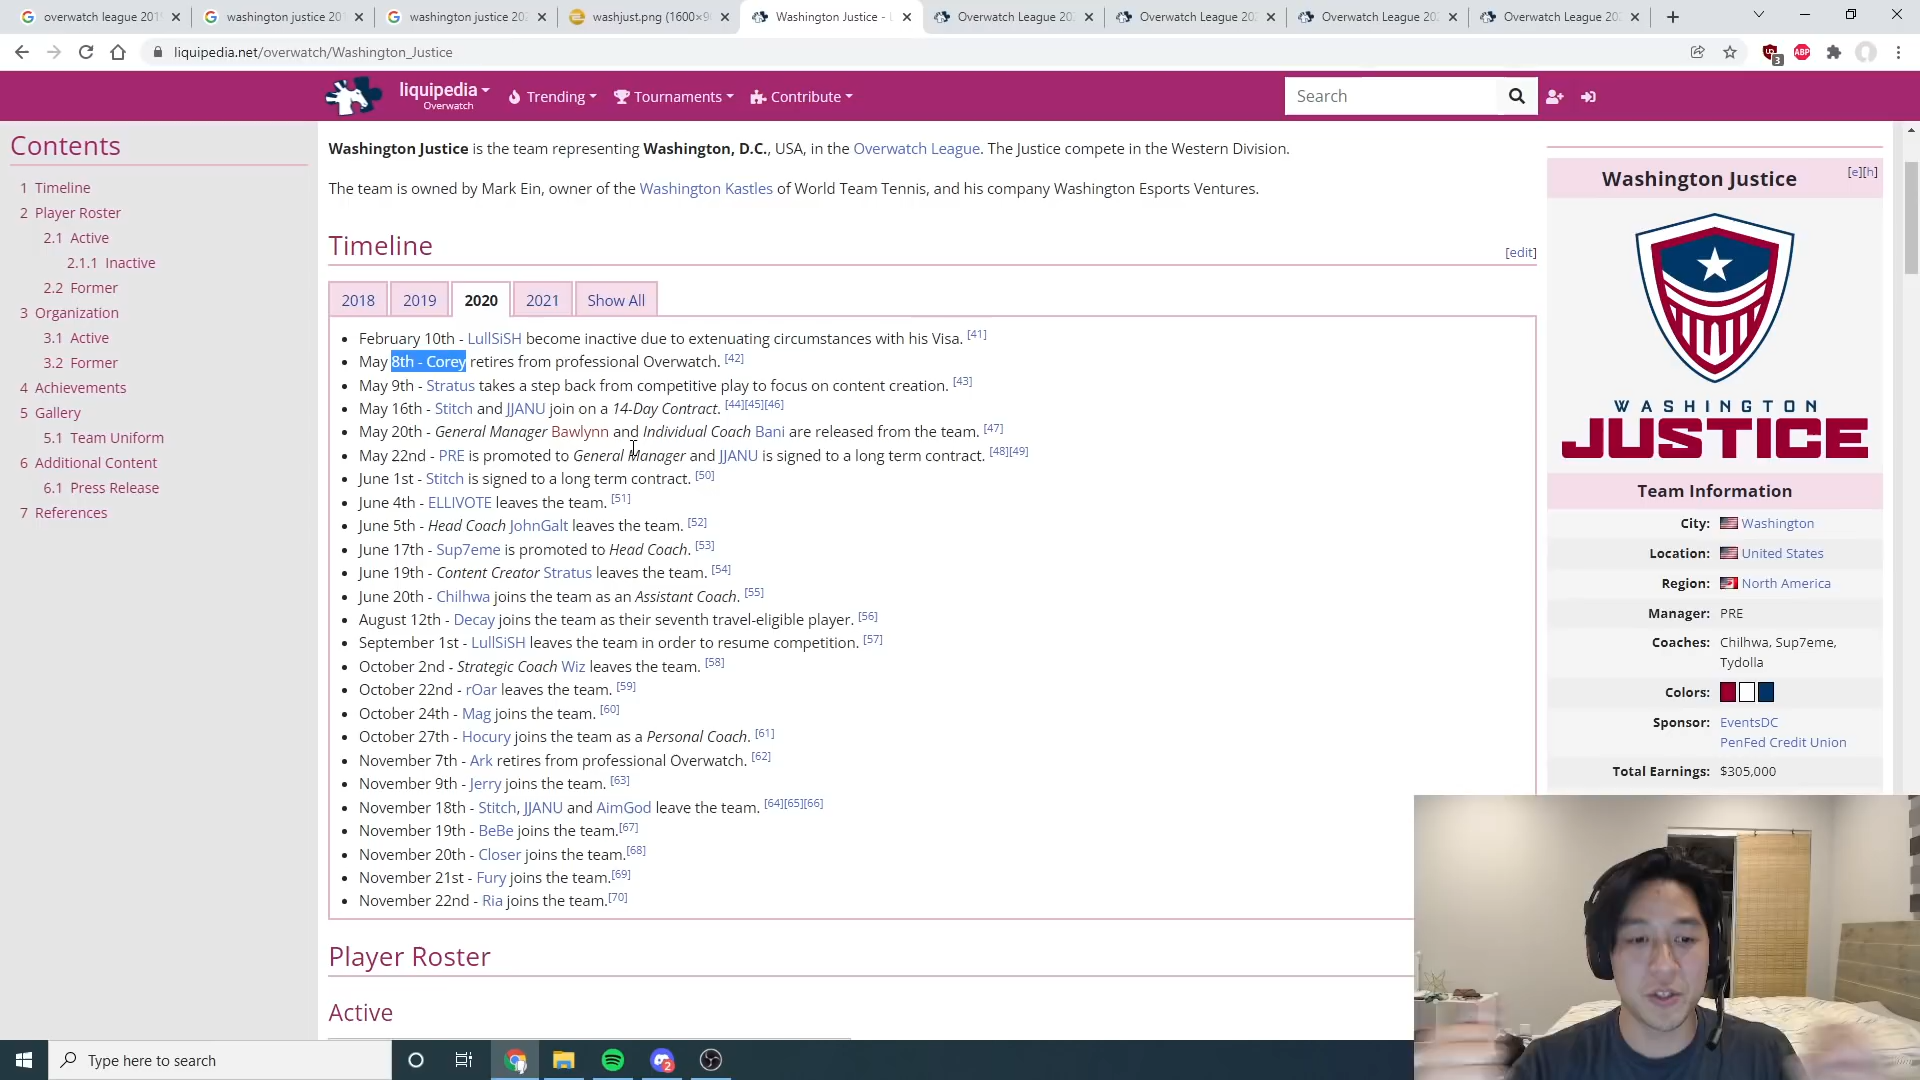 overwatch league 201
washington justice 201
washington justice 202
washjust.png (1600×9
Washington Justice - L
Overwatch League 202
Overwatch League 202
Overwatch League 202
Overwatch League 202
liquipedia.net/overwatch/Washington_Justice
3
ABP
liquipedia
Overwatch
Trending
Tournaments
Contribute
Search
Contents
1 Timeline
2 Player Roster
2.1 Active
2.1.1 Inactive
2.2 Former
3 Organization
3.1 Active
3.2 Former
4 Achievements
5 Gallery
5.1 Team Uniform
6 Additional Content
6.1 Press Release
7 References
Washington Justice is the team representing Washington, D.C., USA, in the Overwatch League. The Justice compete in the Western Division.
The team is owned by Mark Ein, owner of the Washington Kastles of World Team Tennis, and his company Washington Esports Ventures.
Timeline
[edit]
2018 2019 2020 2021 Show All
February 10th - LullSiSH become inactive due to extenuating circumstances with his Visa. [41]
May 8th - Corey retires from professional Overwatch. [42]
May 9th - Stratus takes a step back from competitive play to focus on content creation. [43]
May 16th - Stitch and JJANU join on a 14-Day Contract. [44][45][46]
May 20th - General Manager Bawlynn and Individual Coach Bani are released from the team. [47]
May 22nd - PRE is promoted to General Manager and JJANU is signed to a long term contract. [48][49]
June 1st - Stitch is signed to a long term contract. [50]
June 4th - ELLIVOTE leaves the team. [51]
June 5th - Head Coach JohnGalt leaves the team. [52]
June 17th - Sup7eme is promoted to Head Coach. [53]
June 19th - Content Creator Stratus leaves the team. [54]
June 20th - Chilhwa joins the team as an Assistant Coach. [55]
August 12th - Decay joins the team as their seventh travel-eligible player. [56]
September 1st - LullSiSH leaves the team in order to resume competition. [57]
October 2nd - Strategic Coach Wiz leaves the team. [58]
October 22nd - rOar leaves the team. [59]
October 24th - Mag joins the team. [60]
October 27th - Hocury joins the team as a Personal Coach. [61]
November 7th - Ark retires from professional Overwatch. [62]
November 9th - Jerry joins the team. [63]
November 18th - Stitch, JJANU and AimGod leave the team. [64][65][66]
November 19th - BeBe joins the team.[67]
November 20th - Closer joins the team.[68]
November 21st - Fury joins the team.[69]
November 22nd - Ria joins the team.[70]
Player Roster
Active
Washington Justice
[e][h]
WASHINGTON
JUSTICE
Team Information
City: Washington
Location: United States
Region: North America
Manager: PRE
Coaches: Chilhwa, Sup7eme,
Tydolla
Colors:
Sponsor: EventsDC
PenFed Credit Union
Total Earnings: $305,000
Type here to search
2